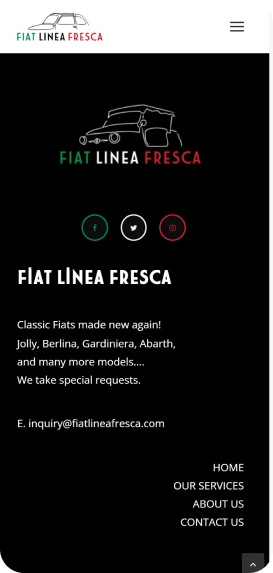 FIAT LINEA FRESCA
FIAT LINEA FRESCA
FIAT LINEA FRESCA
Classic Fiats made new again!
Jolly, Berlina, Gardiniera, Abarth,
and many more models....
We take special requests.
E. inquiry@fiatlineafresca.com
HOME
OUR SERVICES
ABOUT US
CONTACT US